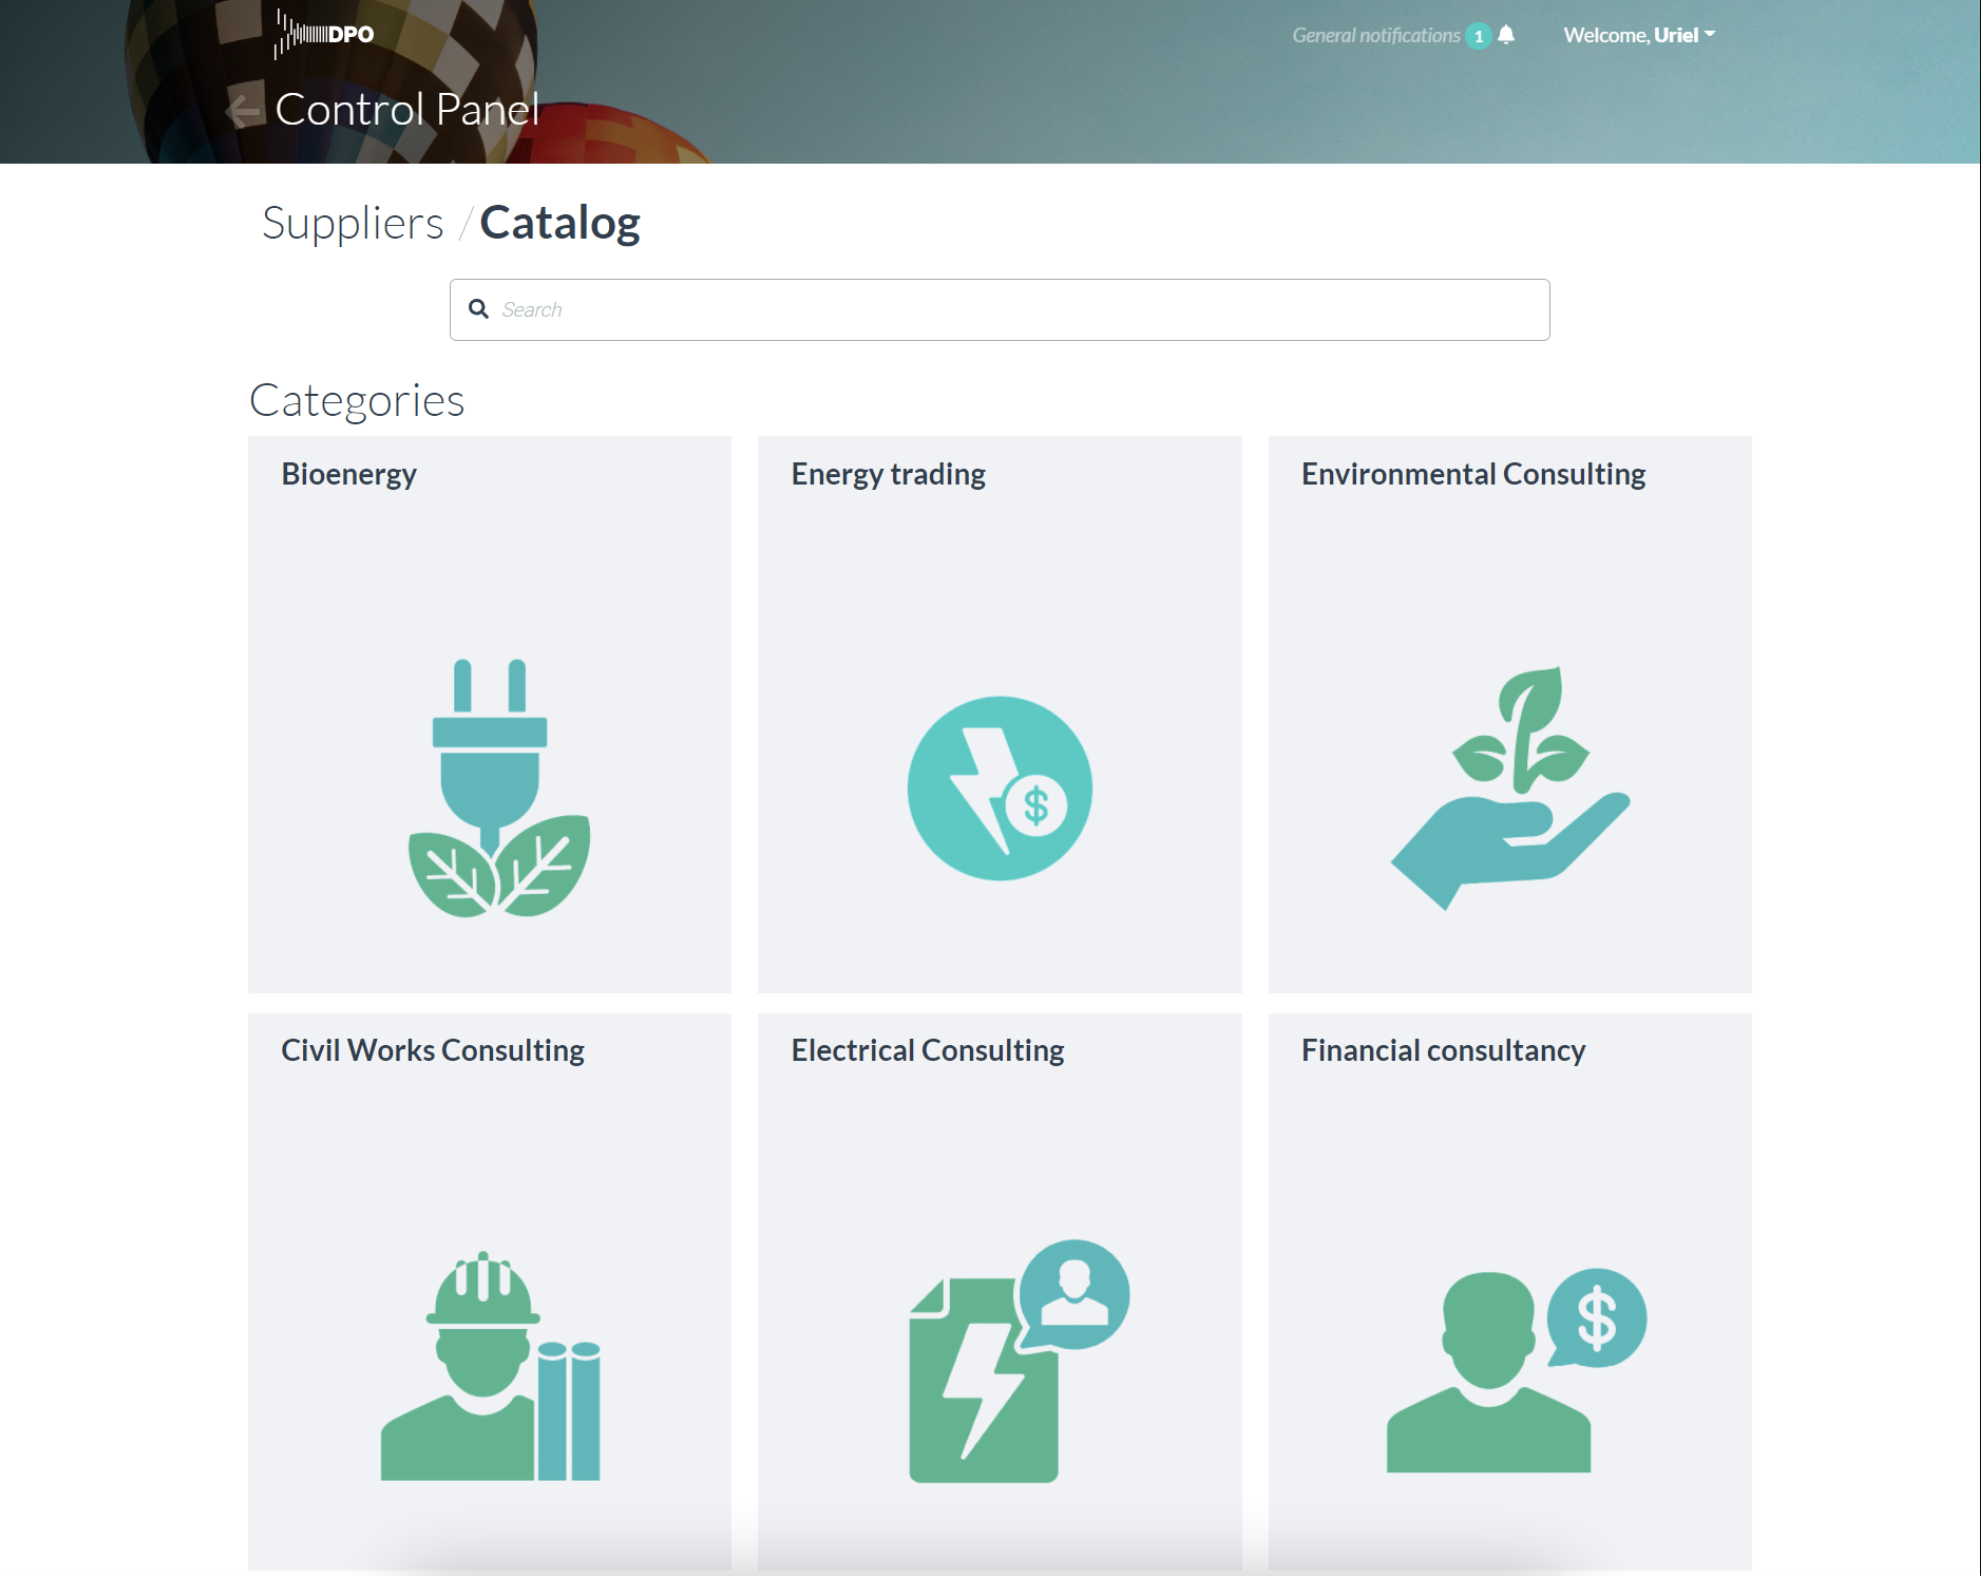 DPO
General notifications 1
Welcome, Uriel
Control Panel
Suppliers / Catalog
Search
Categories
Bioenergy
Energy trading
Environmental Consulting
$
Civil Works Consulting
Electrical Consulting
Financial consultancy
$